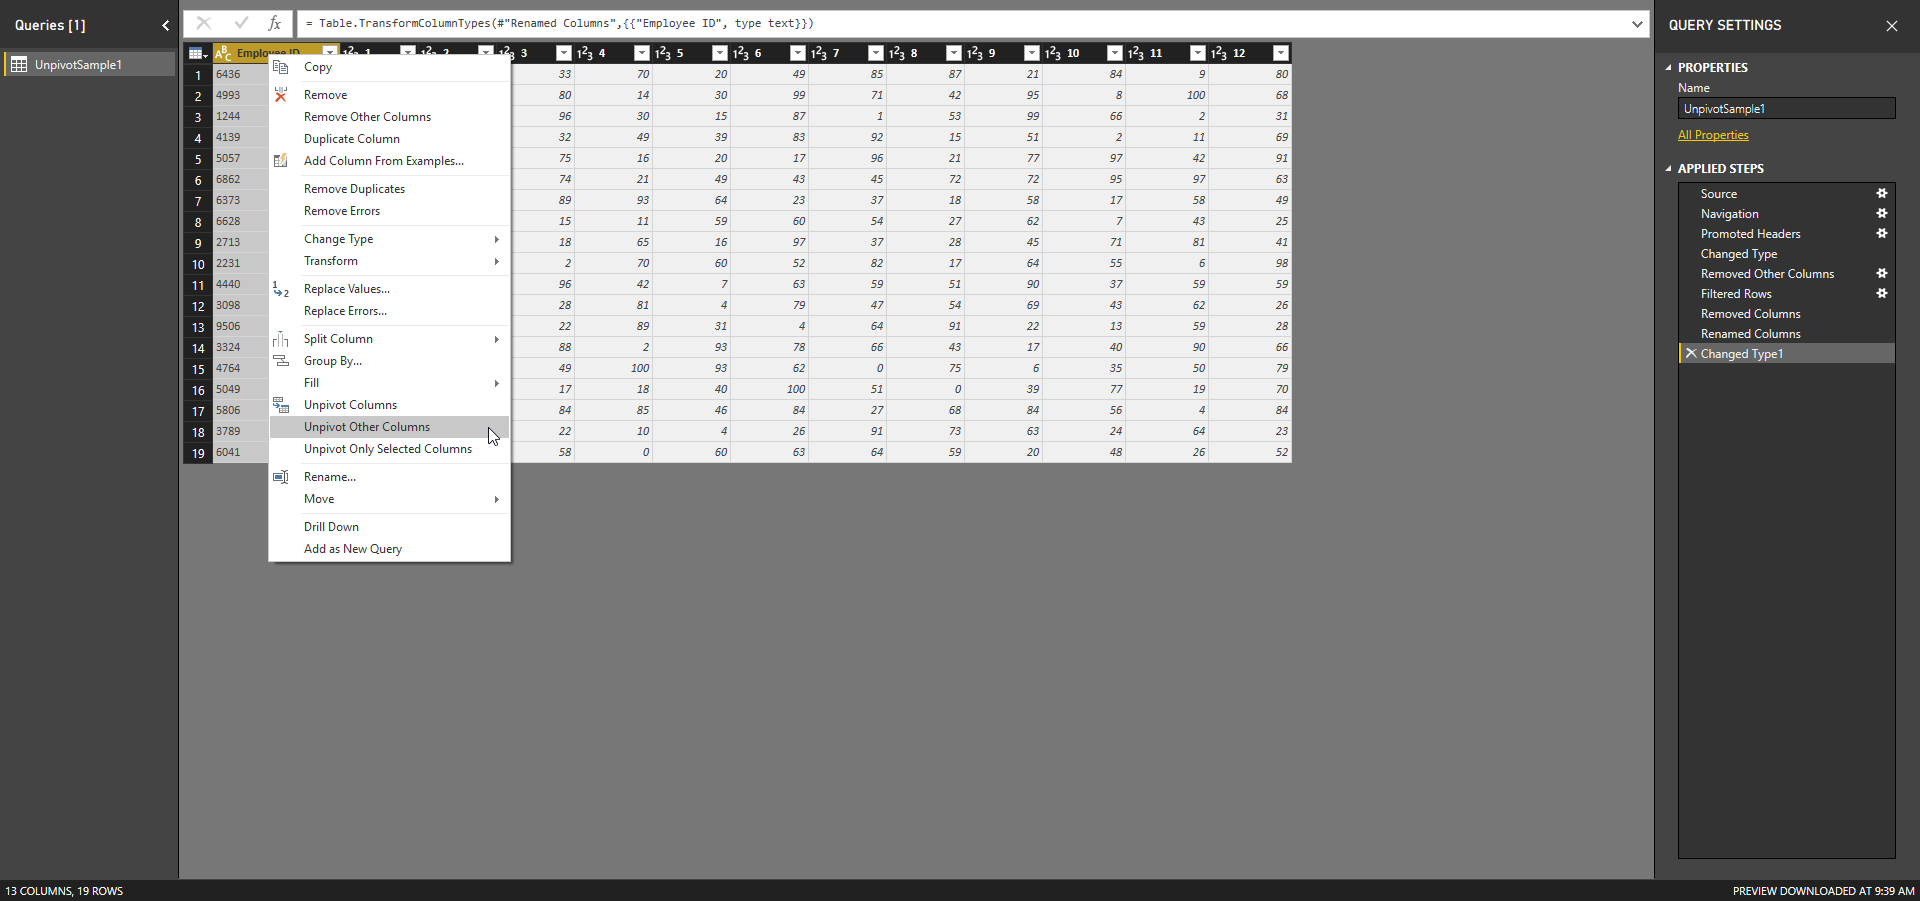 Queries [1]
UnpivotSample1
fx = Table.TransformColumnTypes(#"Renamed Columns",{{"Employee ID", type text}})
Employee ID 1²3 1 1²3 2 3 1²3 4 1²3 5 1²3 6 1²3 7 1²3 8 1²3 9 1²3 10 1²3 11 1²3 12
1 6436 33 70 20 49 85 87 21 84 9 80
2 4993 80 14 30 99 71 42 95 8 100 68
3 1244 96 30 15 87 1 53 99 66 2 31
4 4139 32 49 39 83 92 15 51 2 11 69
5 5057 75 16 20 17 96 21 77 97 42 91
6 6862 74 21 49 43 45 72 72 95 97 63
7 6373 89 93 64 23 37 18 58 17 58 49
8 6628 15 11 59 60 54 27 62 7 43 25
9 2713 18 65 16 97 37 28 45 71 81 41
10 2231 2 70 60 52 82 17 64 55 6 98
11 4440 96 42 7 63 59 51 90 37 59 59
12 3098 28 81 4 79 47 54 69 43 62 26
13 9506 22 89 31 4 64 91 22 13 59 28
14 3324 88 2 93 78 66 43 17 40 90 66
15 4764 49 100 93 62 0 75 6 35 50 79
16 5049 17 18 40 100 51 0 39 77 19 70
17 5806 84 85 46 84 27 68 84 56 4 84
18 3789 22 10 4 26 91 73 63 24 64 23
19 6041 58 0 60 63 64 59 20 48 26 52
Copy
Remove
Remove Other Columns
Duplicate Column
Add Column From Examples...
Remove Duplicates
Remove Errors
Change Type
Transform
Replace Values...
Replace Errors...
Split Column
Group By...
Fill
Unpivot Columns
Unpivot Other Columns
Unpivot Only Selected Columns
Rename...
Move
Drill Down
Add as New Query
QUERY SETTINGS
PROPERTIES
Name
UnpivotSample1
All Properties
APPLIED STEPS
Source
Navigation
Promoted Headers
Changed Type
Removed Other Columns
Filtered Rows
Removed Columns
Renamed Columns
Changed Type1
13 COLUMNS, 19 ROWS
PREVIEW DOWNLOADED AT 9:39 AM